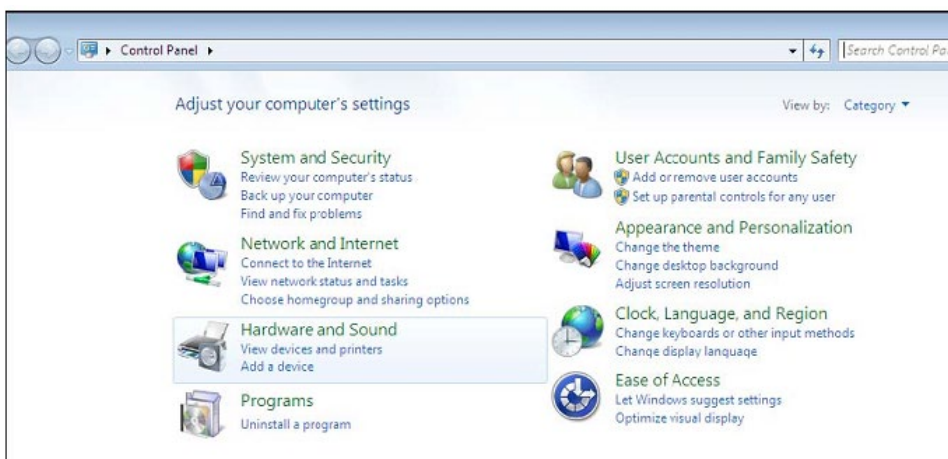 Control Panel
Search Control Pa
Adjust your computer's settings
View by: Category
System and Security
Review your computer's status
Back up your computer
Find and fix problems
Network and Internet
Connect to the Internet
View network status and tasks
Choose homegroup and sharing options
Hardware and Sound
View devices and printers
Add a device
Programs
Uninstall a program
User Accounts and Family Safety
Add or remove user accounts
Set up parental controls for any user
Appearance and Personalization
Change the theme
Change desktop background
Adjust screen resolution
Clock, Language, and Region
Change keyboards or other input methods
Change display language
Ease of Access
Let Windows suggest settings
Optimize visual display